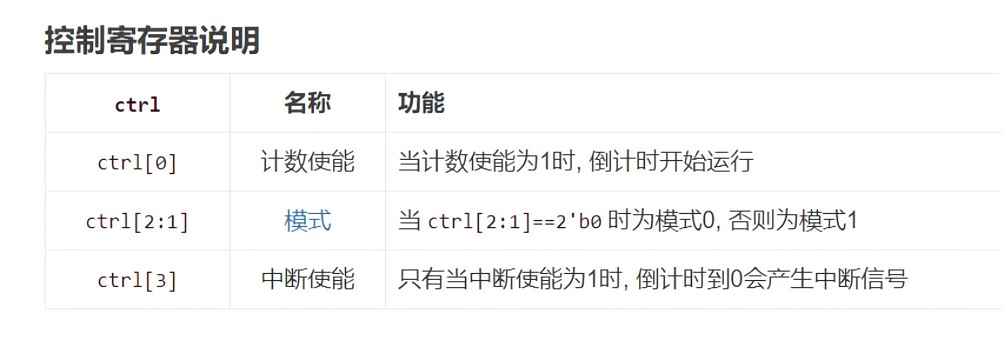 控制寄存器说明
ctrl 名称 功能
ctrl[0] 计数使能 当计数使能为1时, 倒计时开始运行
ctrl[2:1] 模式 当 ctrl[2:1]==2'b0 时为模式0, 否则为模式1
ctrl[3] 中断使能 只有当中断使能为1时, 倒计时到0会产生中断信号